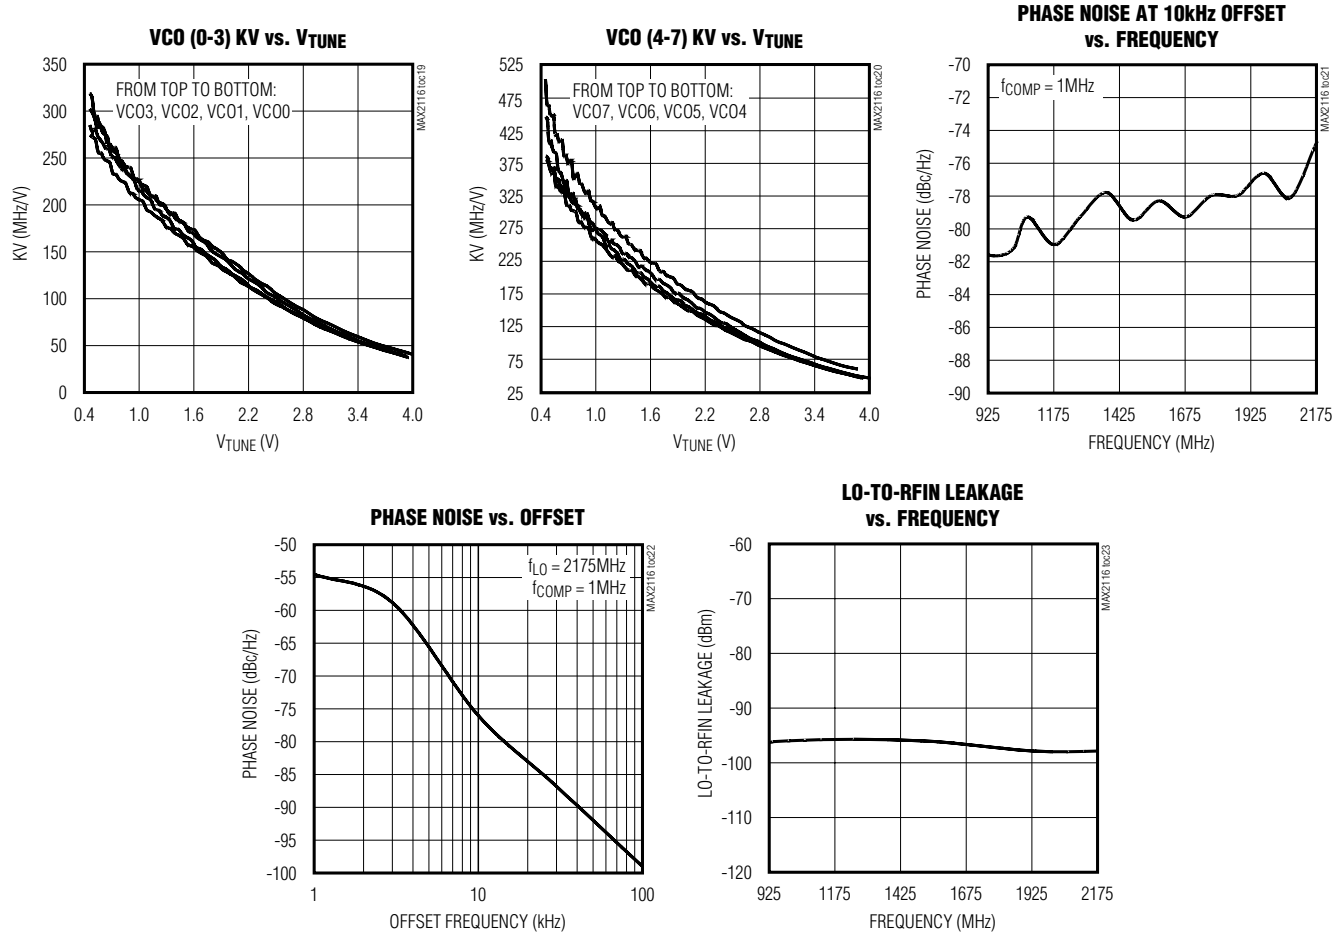 VCO (0-3) KV vs. VTUNE
350
300
250
200
150
100
50
0
KV (MHz/V)
FROM TOP TO BOTTOM:
VCO3, VCO2, VCO1, VCO0
0.4 1.0 1.6 2.2 2.8 3.4 4.0
VTUNE (V)
MAX2116 toc19
VCO (4-7) KV vs. VTUNE
525
475
425
375
325
275
225
175
125
75
25
KV (MHz/V)
FROM TOP TO BOTTOM:
VCO7, VCO6, VCO5, VCO4
0.4 1.0 1.6 2.2 2.8 3.4 4.0
VTUNE (V)
MAX2116 toc20
PHASE NOISE AT 10kHz OFFSET
vs. FREQUENCY
-70
-72
-74
-76
-78
-80
-82
-84
-86
-88
-90
PHASE NOISE (dBc/Hz)
fCOMP = 1MHz
925 1175 1425 1675 1925 2175
FREQUENCY (MHz)
MAX2116 toc21
PHASE NOISE vs. OFFSET
-50
-55
-60
-65
-70
-75
-80
-85
-90
-95
-100
PHASE NOISE (dBc/Hz)
fLO = 2175MHz
fCOMP = 1MHz
1 10 100
OFFSET FREQUENCY (kHz)
MAX2116 toc22
LO-TO-RFIN LEAKAGE
vs. FREQUENCY
-60
-70
-80
-90
-100
-110
-120
LO-TO-RFIN LEAKAGE (dBm)
925 1175 1425 1675 1925 2175
FREQUENCY (MHz)
MAX2116 toc23